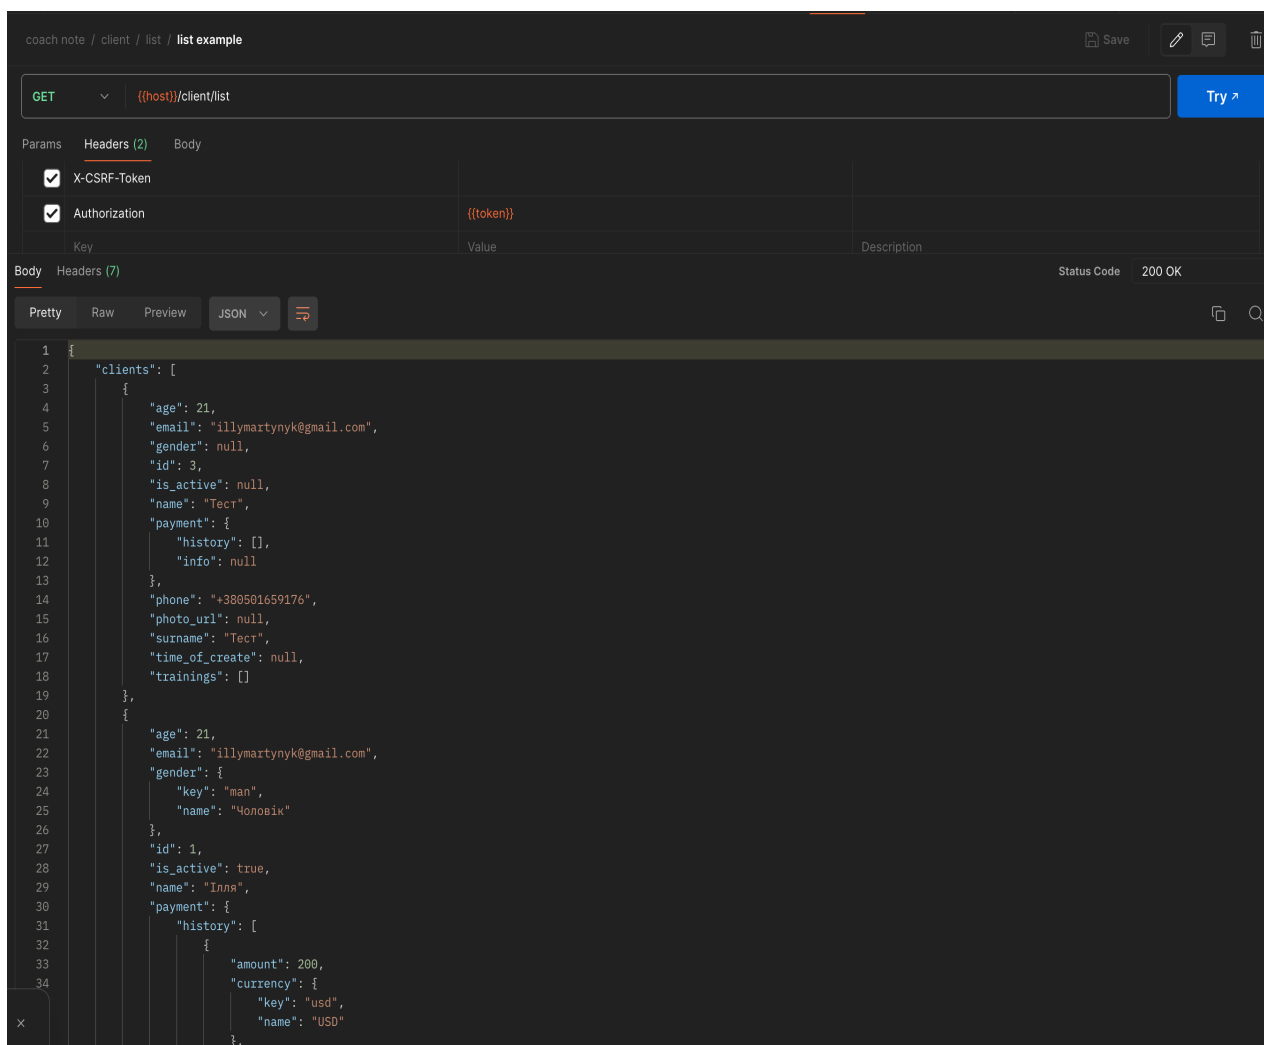 coach note / client / list / list example
Save
GET {{host}}/client/list Try
Params Headers (2) Body
X-CSRF-Token
Authorization {{token}}
Key Value Description
Body Headers (7) Status Code 200 OK
Pretty Raw Preview JSON
1 {
2 "clients": [
3 {
4 "age": 21,
5 "email": "illymartynyk@gmail.com",
6 "gender": null,
7 "id": 3,
8 "is_active": null,
9 "name": "Тест",
10 "payment": {
11 "history": [],
12 "info": null
13 },
14 "phone": "+380501659176",
15 "photo_url": null,
16 "surname": "Тест",
17 "time_of_create": null,
18 "trainings": []
19 },
20 {
21 "age": 21,
22 "email": "illymartynyk@gmail.com",
23 "gender": {
24 "key": "man",
25 "name": "Чоловік"
26 },
27 "id": 1,
28 "is_active": true,
29 "name": "Ілля",
30 "payment": {
31 "history": [
32 {
33 "amount": 200,
34 "currency": {
"key": "usd",
"name": "USD"
},